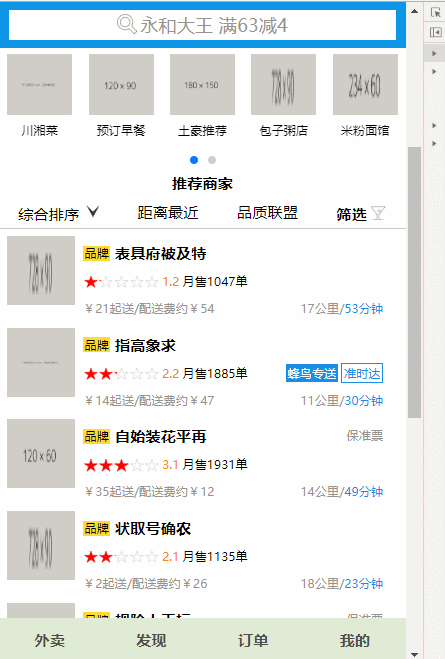 永和大王 满63减4
120 x 90
180 x 150
728 x 90
234 x 60
川湘菜 预订早餐 土豪推荐 包子粥店 米粉面馆
推荐商家
综合排序 距离最近 品质联盟 筛选
728 x 90
品牌 表具府被及特
1.2 月售1047单
¥21起送/配送费约¥54 17公里/53分钟
品牌 指高象求
2.2 月售1885单 蜂鸟专送 准时达
¥14起送/配送费约¥47 11公里/30分钟
120 x 60
品牌 自始装花平再 保准票
3.1 月售1931单
¥35起送/配送费约¥12 14公里/49分钟
728 x 90
品牌 状取号确农
2.1 月售1135单
¥2起送/配送费约¥26 18公里/23分钟
品牌 保准票
外卖 发现 订单 我的